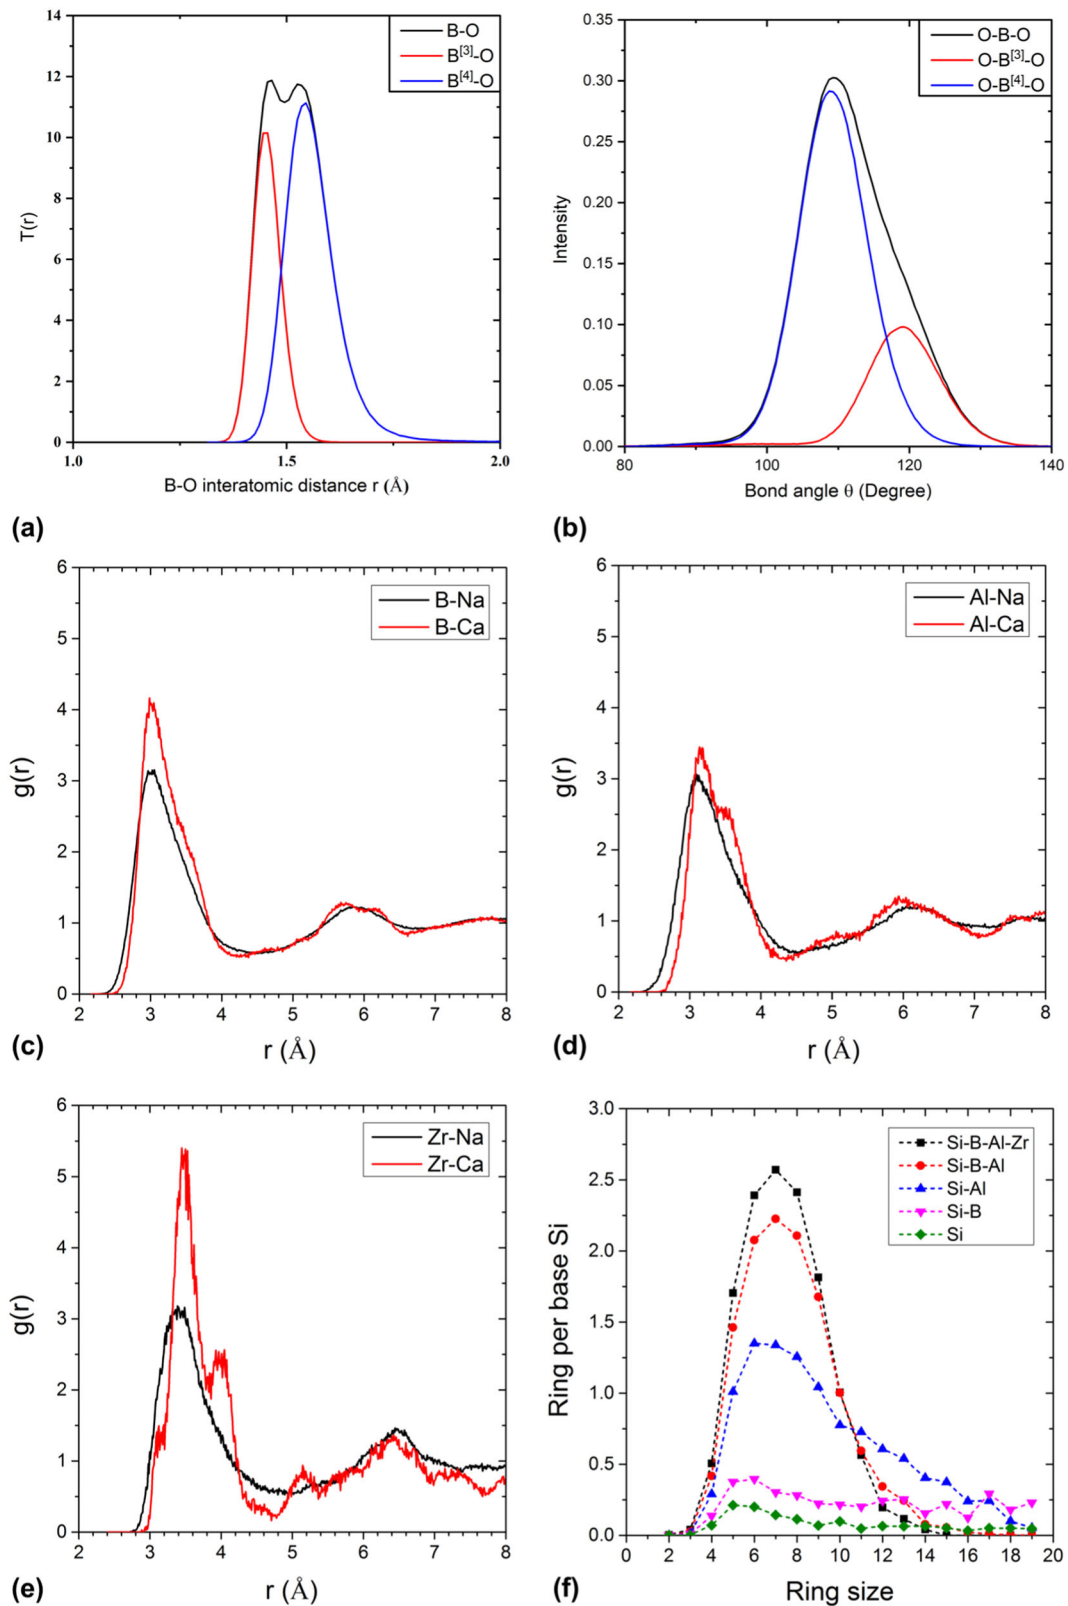 14
12
10
8
6
4
2
0
T(r)
B-O
B[3]-O
B[4]-O
1.0
1.5
2.0
B-O interatomic distance r (Å)
(a)
0.35
0.30
0.25
0.20
0.15
0.10
0.05
0.00
Intensity
O-B-O
O-B[3]-O
O-B[4]-O
80
100
120
140
Bond angle θ (Degree)
(b)
6
5
4
3
2
1
0
g(r)
B-Na
B-Ca
2
3
4
5
6
7
8
r (Å)
(c)
6
5
4
3
2
1
0
g(r)
Al-Na
Al-Ca
2
3
4
5
6
7
8
r (Å)
(d)
6
5
4
3
2
1
0
g(r)
Zr-Na
Zr-Ca
2
3
4
5
6
7
8
r (Å)
(e)
3.0
2.5
2.0
1.5
1.0
0.5
0.0
Ring per base Si
Si-B-Al-Zr
Si-B-Al
Si-Al
Si-B
Si
0
2
4
6
8
10
12
14
16
18
20
Ring size
(f)